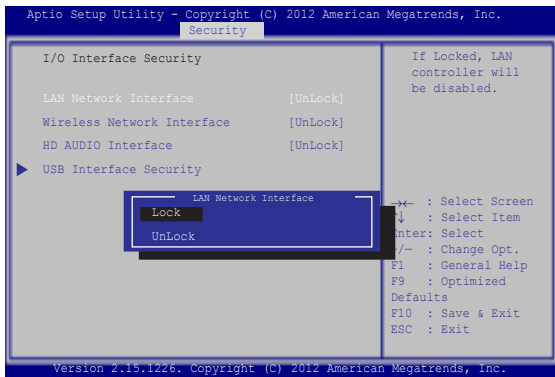 Aptio Setup Utility - Copyright (C) 2012 American Megatrends, Inc.
Security
I/O Interface Security
LAN Network Interface [UnLock]
Wireless Network Interface [UnLock]
HD AUDIO Interface [UnLock]
USB Interface Security
If Locked, LAN
controller will
be disabled.
LAN Network Interface
Lock
UnLock
→← : Select Screen
↑↓ : Select Item
Enter: Select
+/— : Change Opt.
F1 : General Help
F9 : Optimized
Defaults
F10 : Save & Exit
ESC : Exit
Version 2.15.1226. Copyright (C) 2012 American Megatrends, Inc.